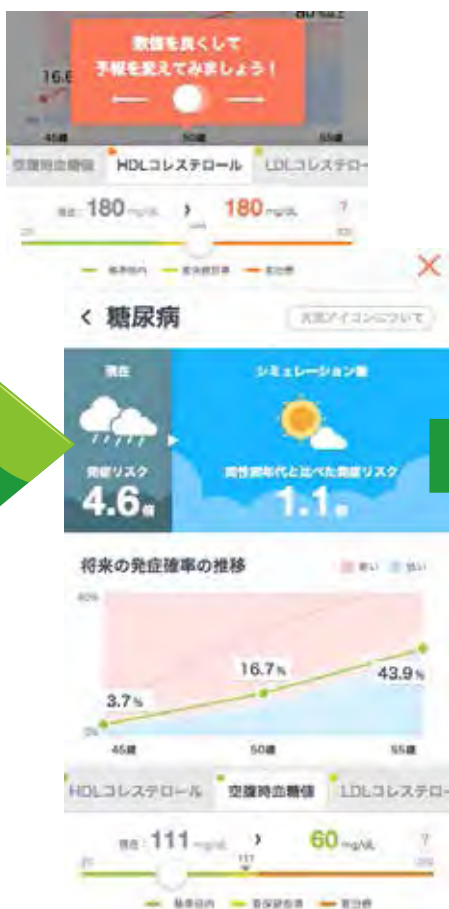 数値を良くして
予報を変えてみましょう！
16.6
45歳 50歳 55歳
空腹時血糖値 HDLコレステロール LDLコレステロー
現在 180 mg/dL › 180 mg/dL ?
基準値内 要保健指導 要治療
×
‹ 糖尿病 天気アイコンについて
現在 シミュレーション後
発症リスク 同性同年代と比べた発症リスク
4.6倍 1.1倍
将来の発症確率の推移 高い 低い
3.7% 16.7% 43.9%
0%
45歳 50歳 55歳
HDLコレステロール 空腹時血糖値 LDLコレステロー
現在 111 mg/dL › 60 mg/dL ?
111
基準値内 要保健指導 要治療